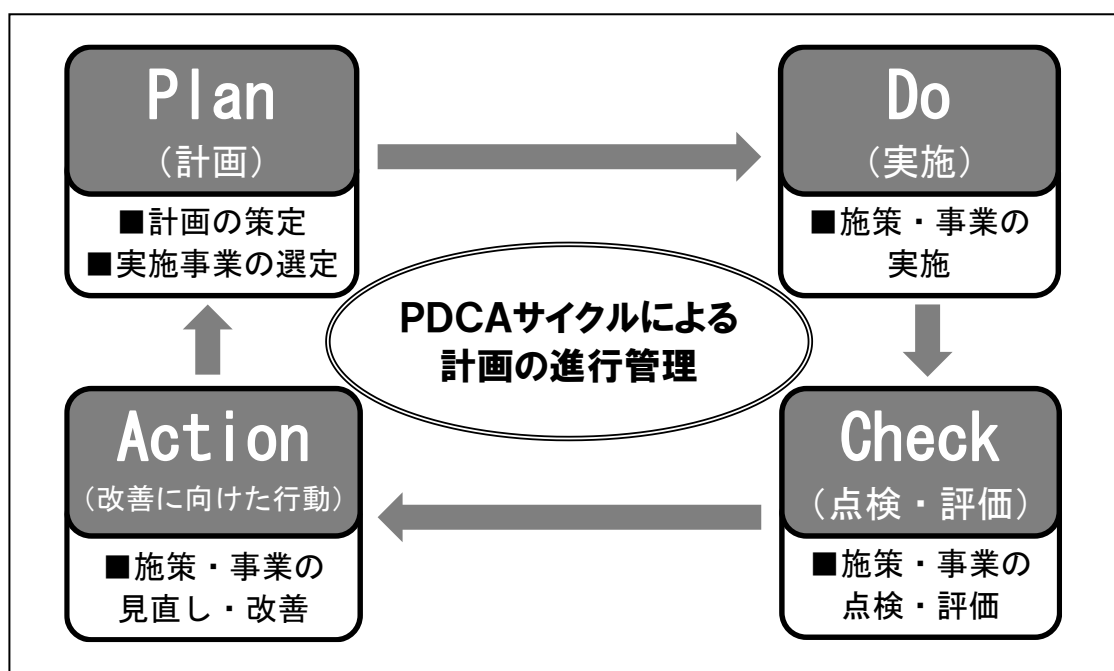 Plan
（計画）
■計画の策定
■実施事業の選定
Do
（実施）
■施策・事業の
実施
PDCAサイクルによる
計画の進行管理
Action
（改善に向けた行動）
■施策・事業の
見直し・改善
Check
（点検・評価）
■施策・事業の
点検・評価